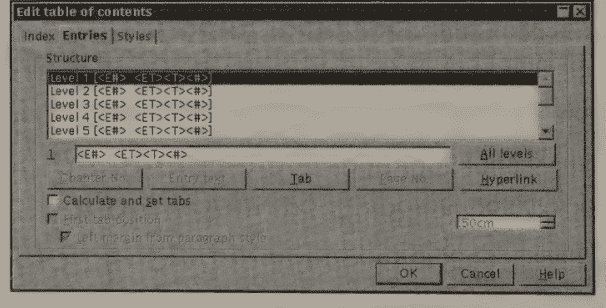 Edit table of contents
Index Entries Styles
Structure
Level 1 [<E#> <ET><T><#>]
Level 2 [<E#> <ET><T><#>]
Level 3 [<E#> <ET><T><#>]
Level 4 [<E#> <ET><T><#>]
Level 5 [<E#> <ET><T><#>]
1 <E#> <ET><T><#> All levels
Chapter No. Entry text Tab Page No. Hyperlink
Calculate and set tabs
First tab position .50cm
Left margin from paragraph style
OK Cancel Help